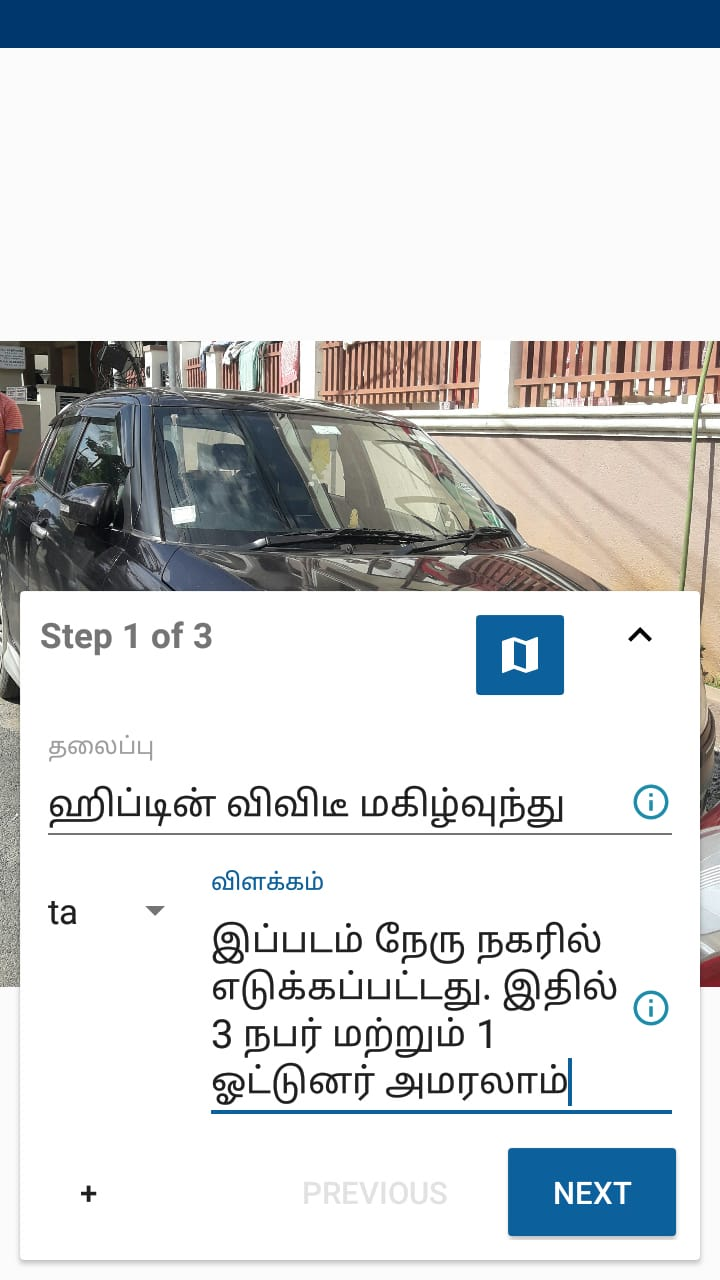 Step 1 of 3
தலைப்பு
ஹிப்டின் விவிடீ மகிழ்வுந்து
ta
விளக்கம்
இப்படம் நேரு நகரில்
எடுக்கப்பட்டது. இதில்
3 நபர் மற்றும் 1
ஓட்டுனர் அமரலாம்
+
PREVIOUS
NEXT